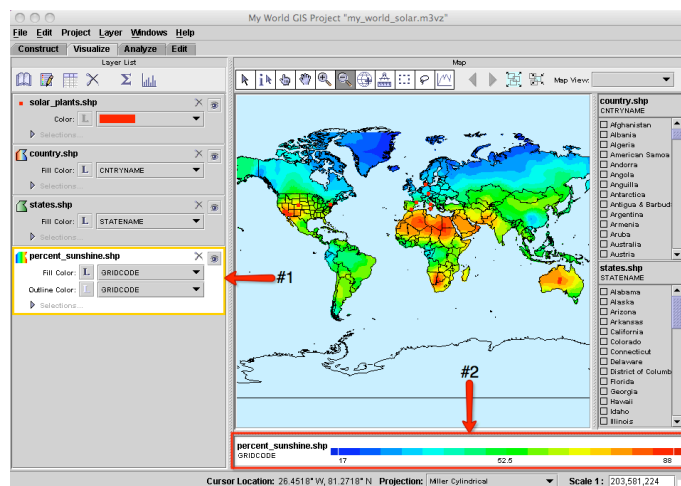 My World GIS Project "my_world_solar.m3vz"
File Edit Project Layer Windows Help
Construct Visualize Analyze Edit
Layer List
Map
Σ
Map View:
solar_plants.shp
Color: L
Selections...
country.shp
Fill Color: L CNTRYNAME
Selections...
states.shp
Fill Color: L STATENAME
Selections...
percent_sunshine.shp
Fill Color: L GRIDCODE
Outline Color: L GRIDCODE
Selections...
#1
country.shp
CNTRYNAME
Afghanistan
Albania
Algeria
American Samoa
Andorra
Angola
Anguilla
Antarctica
Antigua & Barbud
Argentina
Armenia
Aruba
Australia
Austria
states.shp
STATENAME
Alabama
Alaska
Arizona
Arkansas
California
Colorado
Connecticut
Delaware
District of Columb
Florida
Georgia
Hawaii
Idaho
Illinois
#2
percent_sunshine.shp
GRIDCODE
17 52.5 88
Cursor Location: 26.4518° W, 81.2718° N Projection: Miller Cylindrical Scale 1: 203,581,224